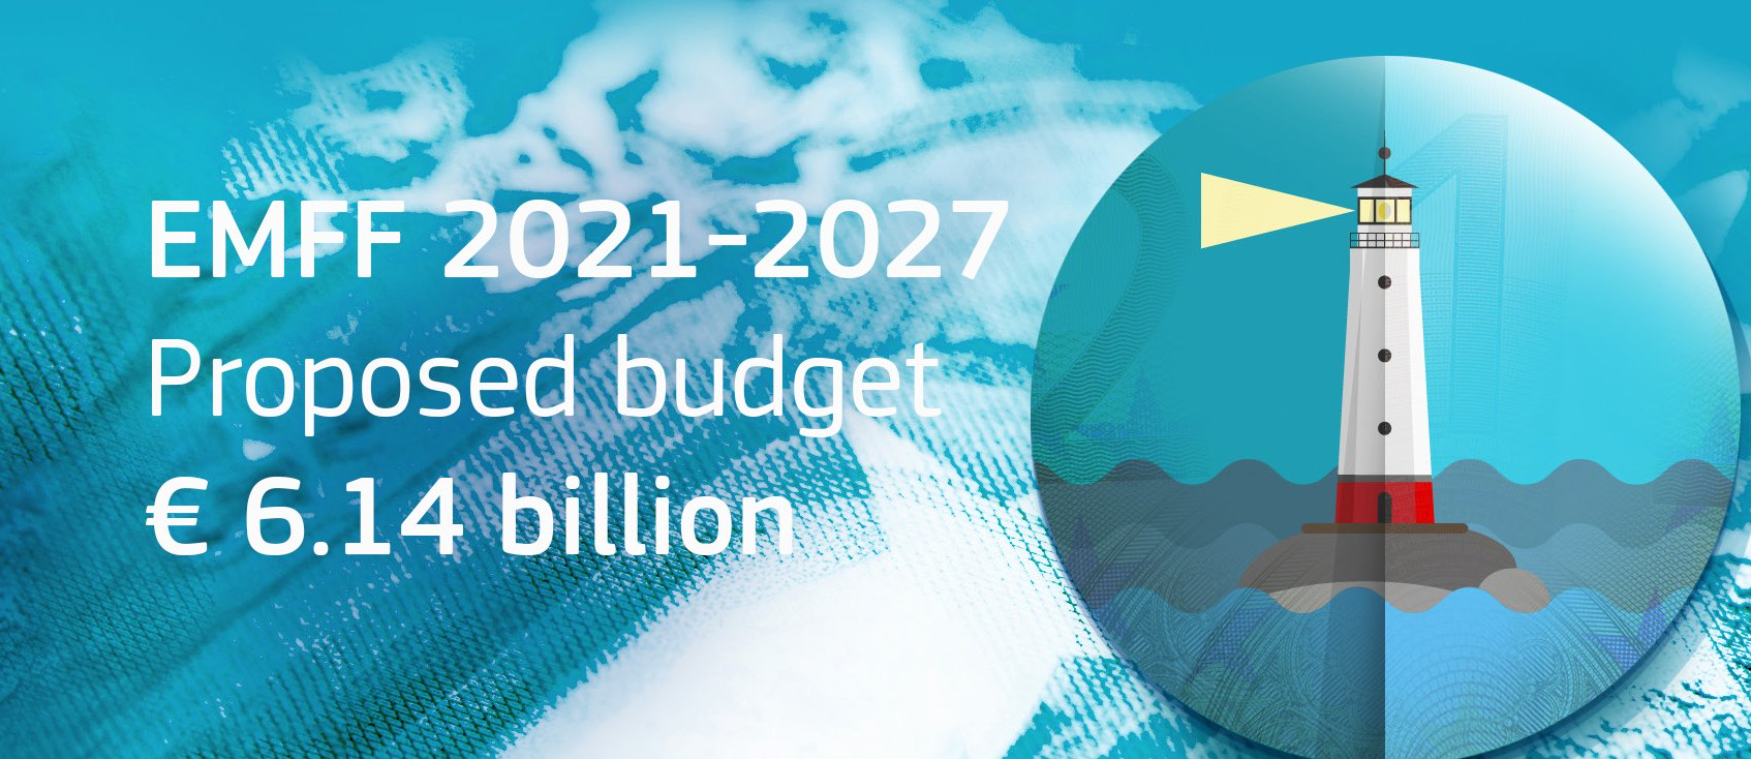 EMFF 2021-2027
Proposed budget
€ 6.14 billion